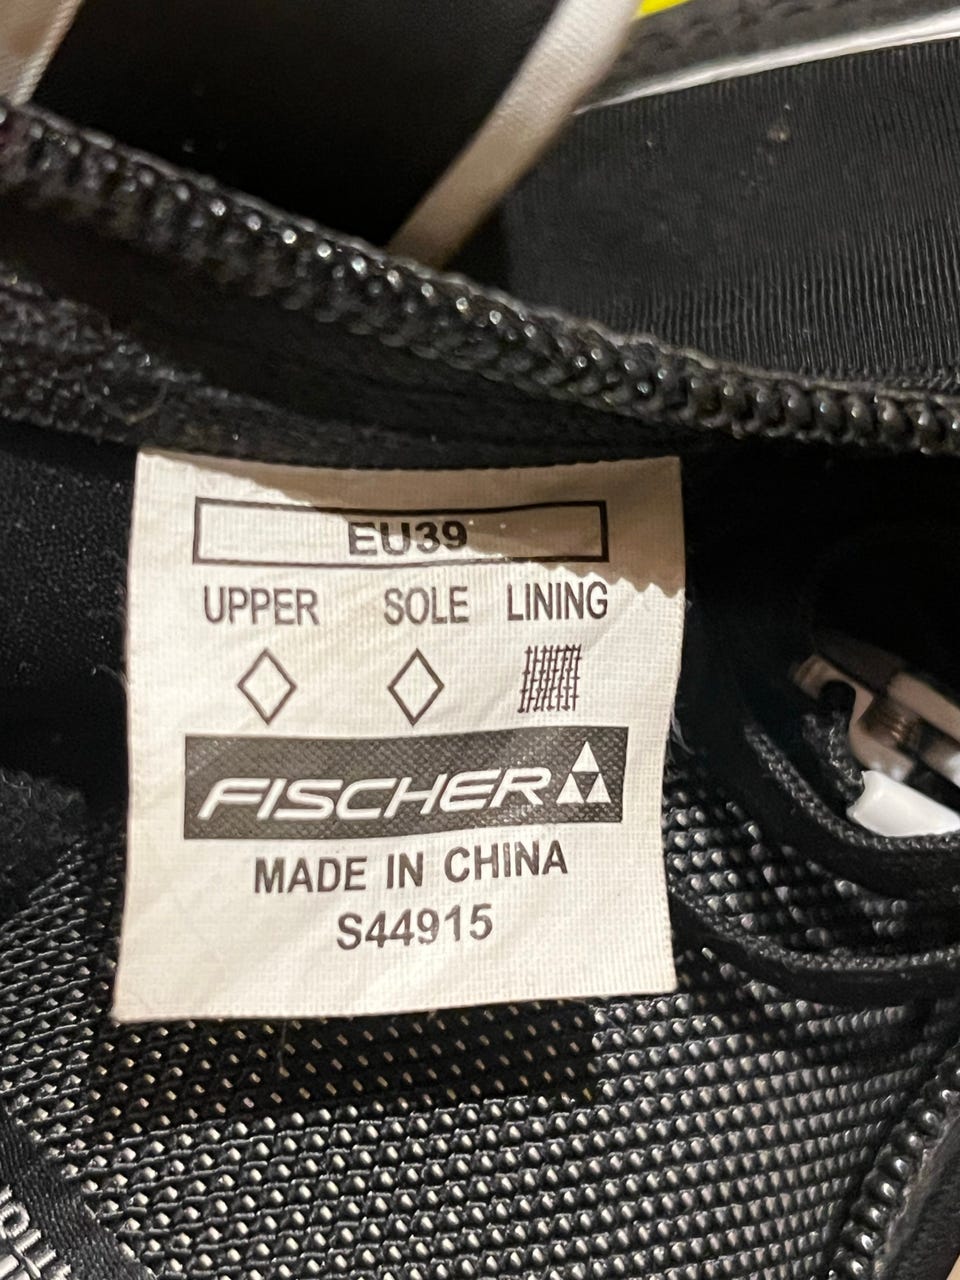 EU39
UPPER SOLE LINING
FISCHER
MADE IN CHINA
S44915